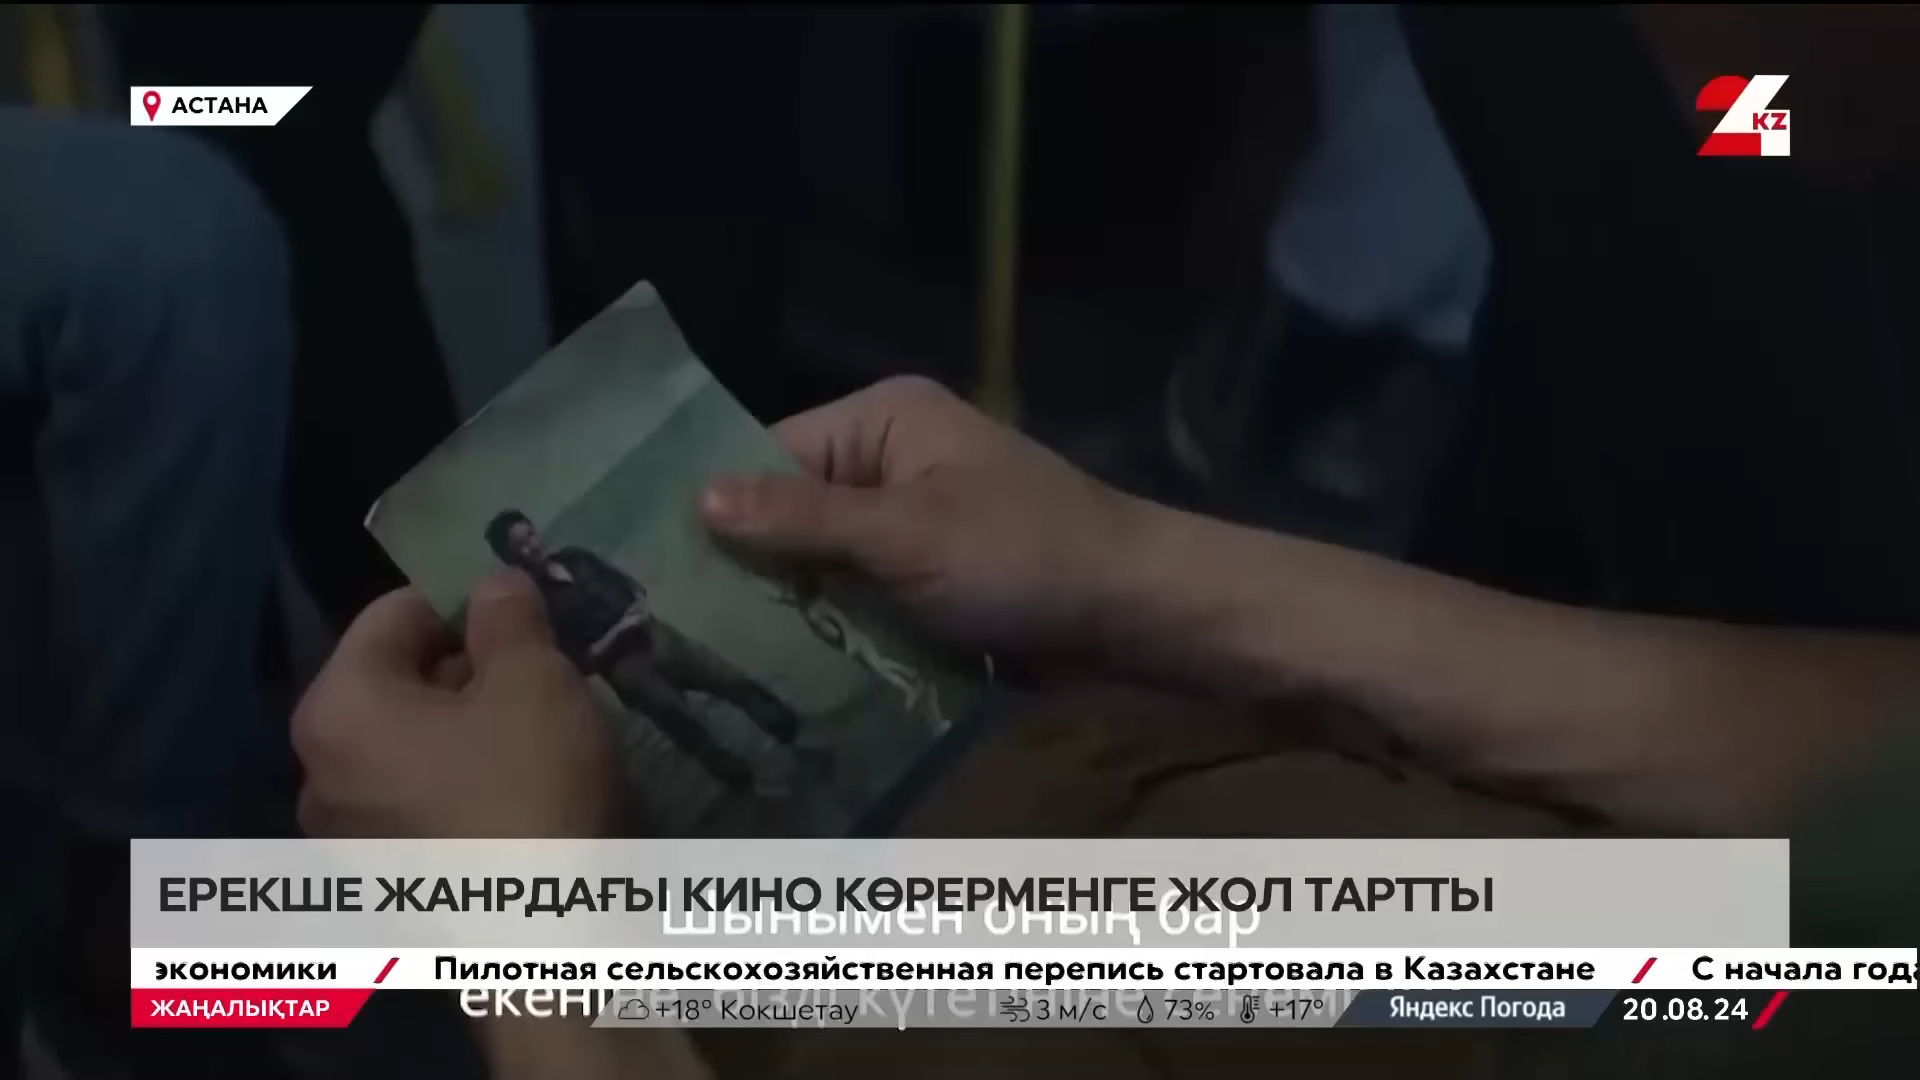 АСТАНА
24 KZ
ЕРЕКШЕ ЖАНРДАҒЫ КИНО КӨРЕРМЕНГЕ ЖОЛ ТАРТТЫ
Шынымен оның бар
экономики / Пилотная сельскохозяйственная перепись стартовала в Казахстане / С начала года
ЖАҢАЛЫҚТАР
+18° Кокшетау 3 м/с 73% +17° Яндекс Погода 20.08.24